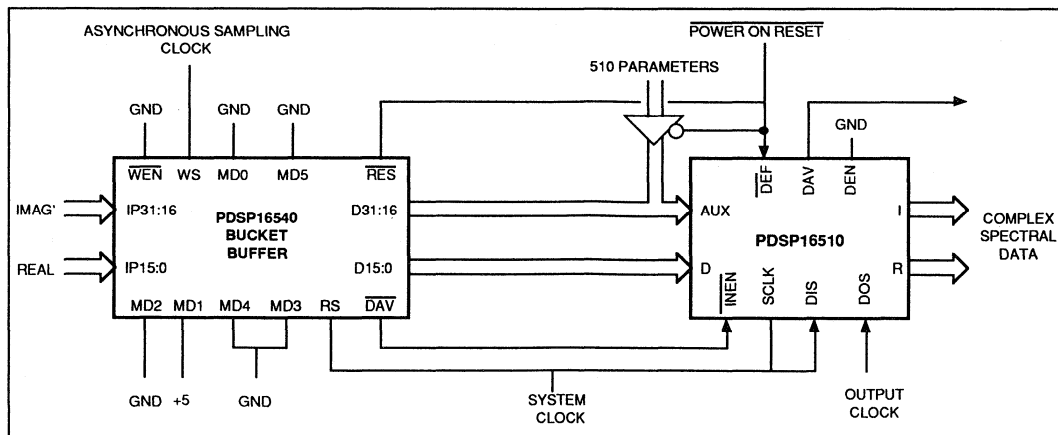 ASYNCHRONOUS SAMPLING
CLOCK
POWER ON RESET
510 PARAMETERS
GND
GND
GND
GND
WEN
WS
MD0
MD5
RES
DEF
DAV
DEN
IMAG'
IP31:16
D31:16
AUX
I
PDSP16540
BUCKET
BUFFER
PDSP16510
COMPLEX
SPECTRAL
DATA
REAL
IP15:0
D15:0
D
R
MD2
MD1
MD4
MD3
RS
DAV
INEN
SCLK
DIS
DOS
GND
+5
GND
SYSTEM
CLOCK
OUTPUT
CLOCK